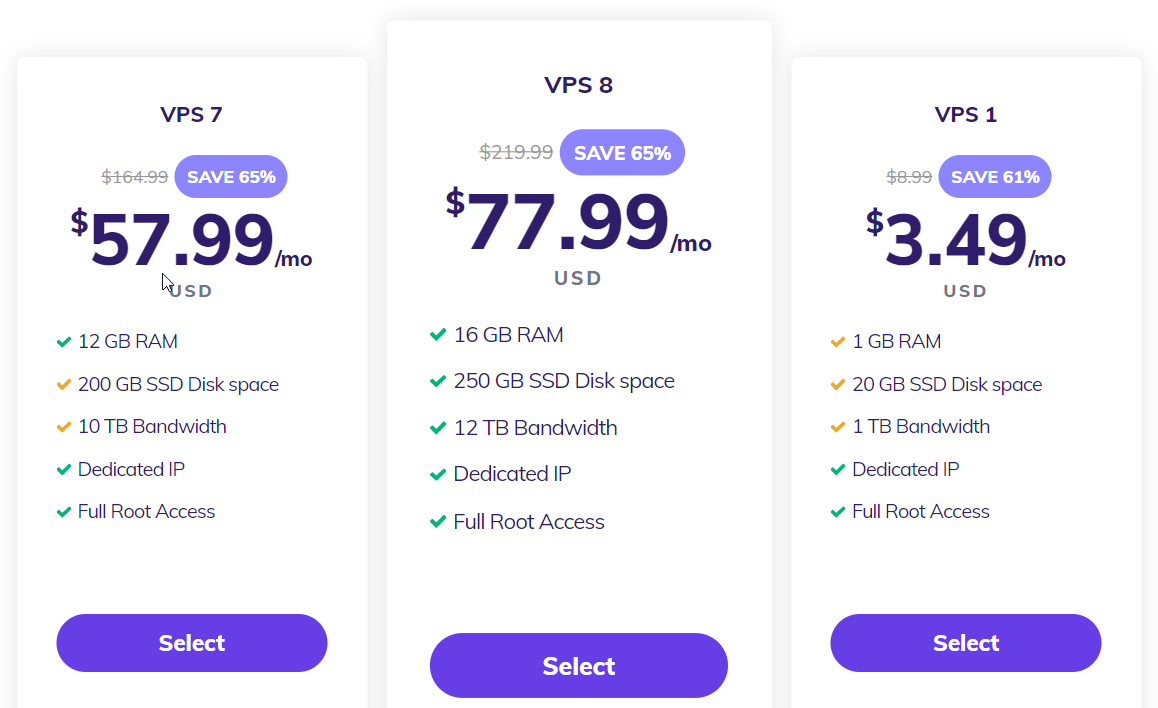 VPS 7
$164.99 SAVE 65%
$57.99/mo
USD
12 GB RAM
200 GB SSD Disk space
10 TB Bandwidth
Dedicated IP
Full Root Access
Select
VPS 8
$219.99 SAVE 65%
$77.99/mo
USD
16 GB RAM
250 GB SSD Disk space
12 TB Bandwidth
Dedicated IP
Full Root Access
Select
VPS 1
$8.99 SAVE 61%
$3.49/mo
USD
1 GB RAM
20 GB SSD Disk space
1 TB Bandwidth
Dedicated IP
Full Root Access
Select